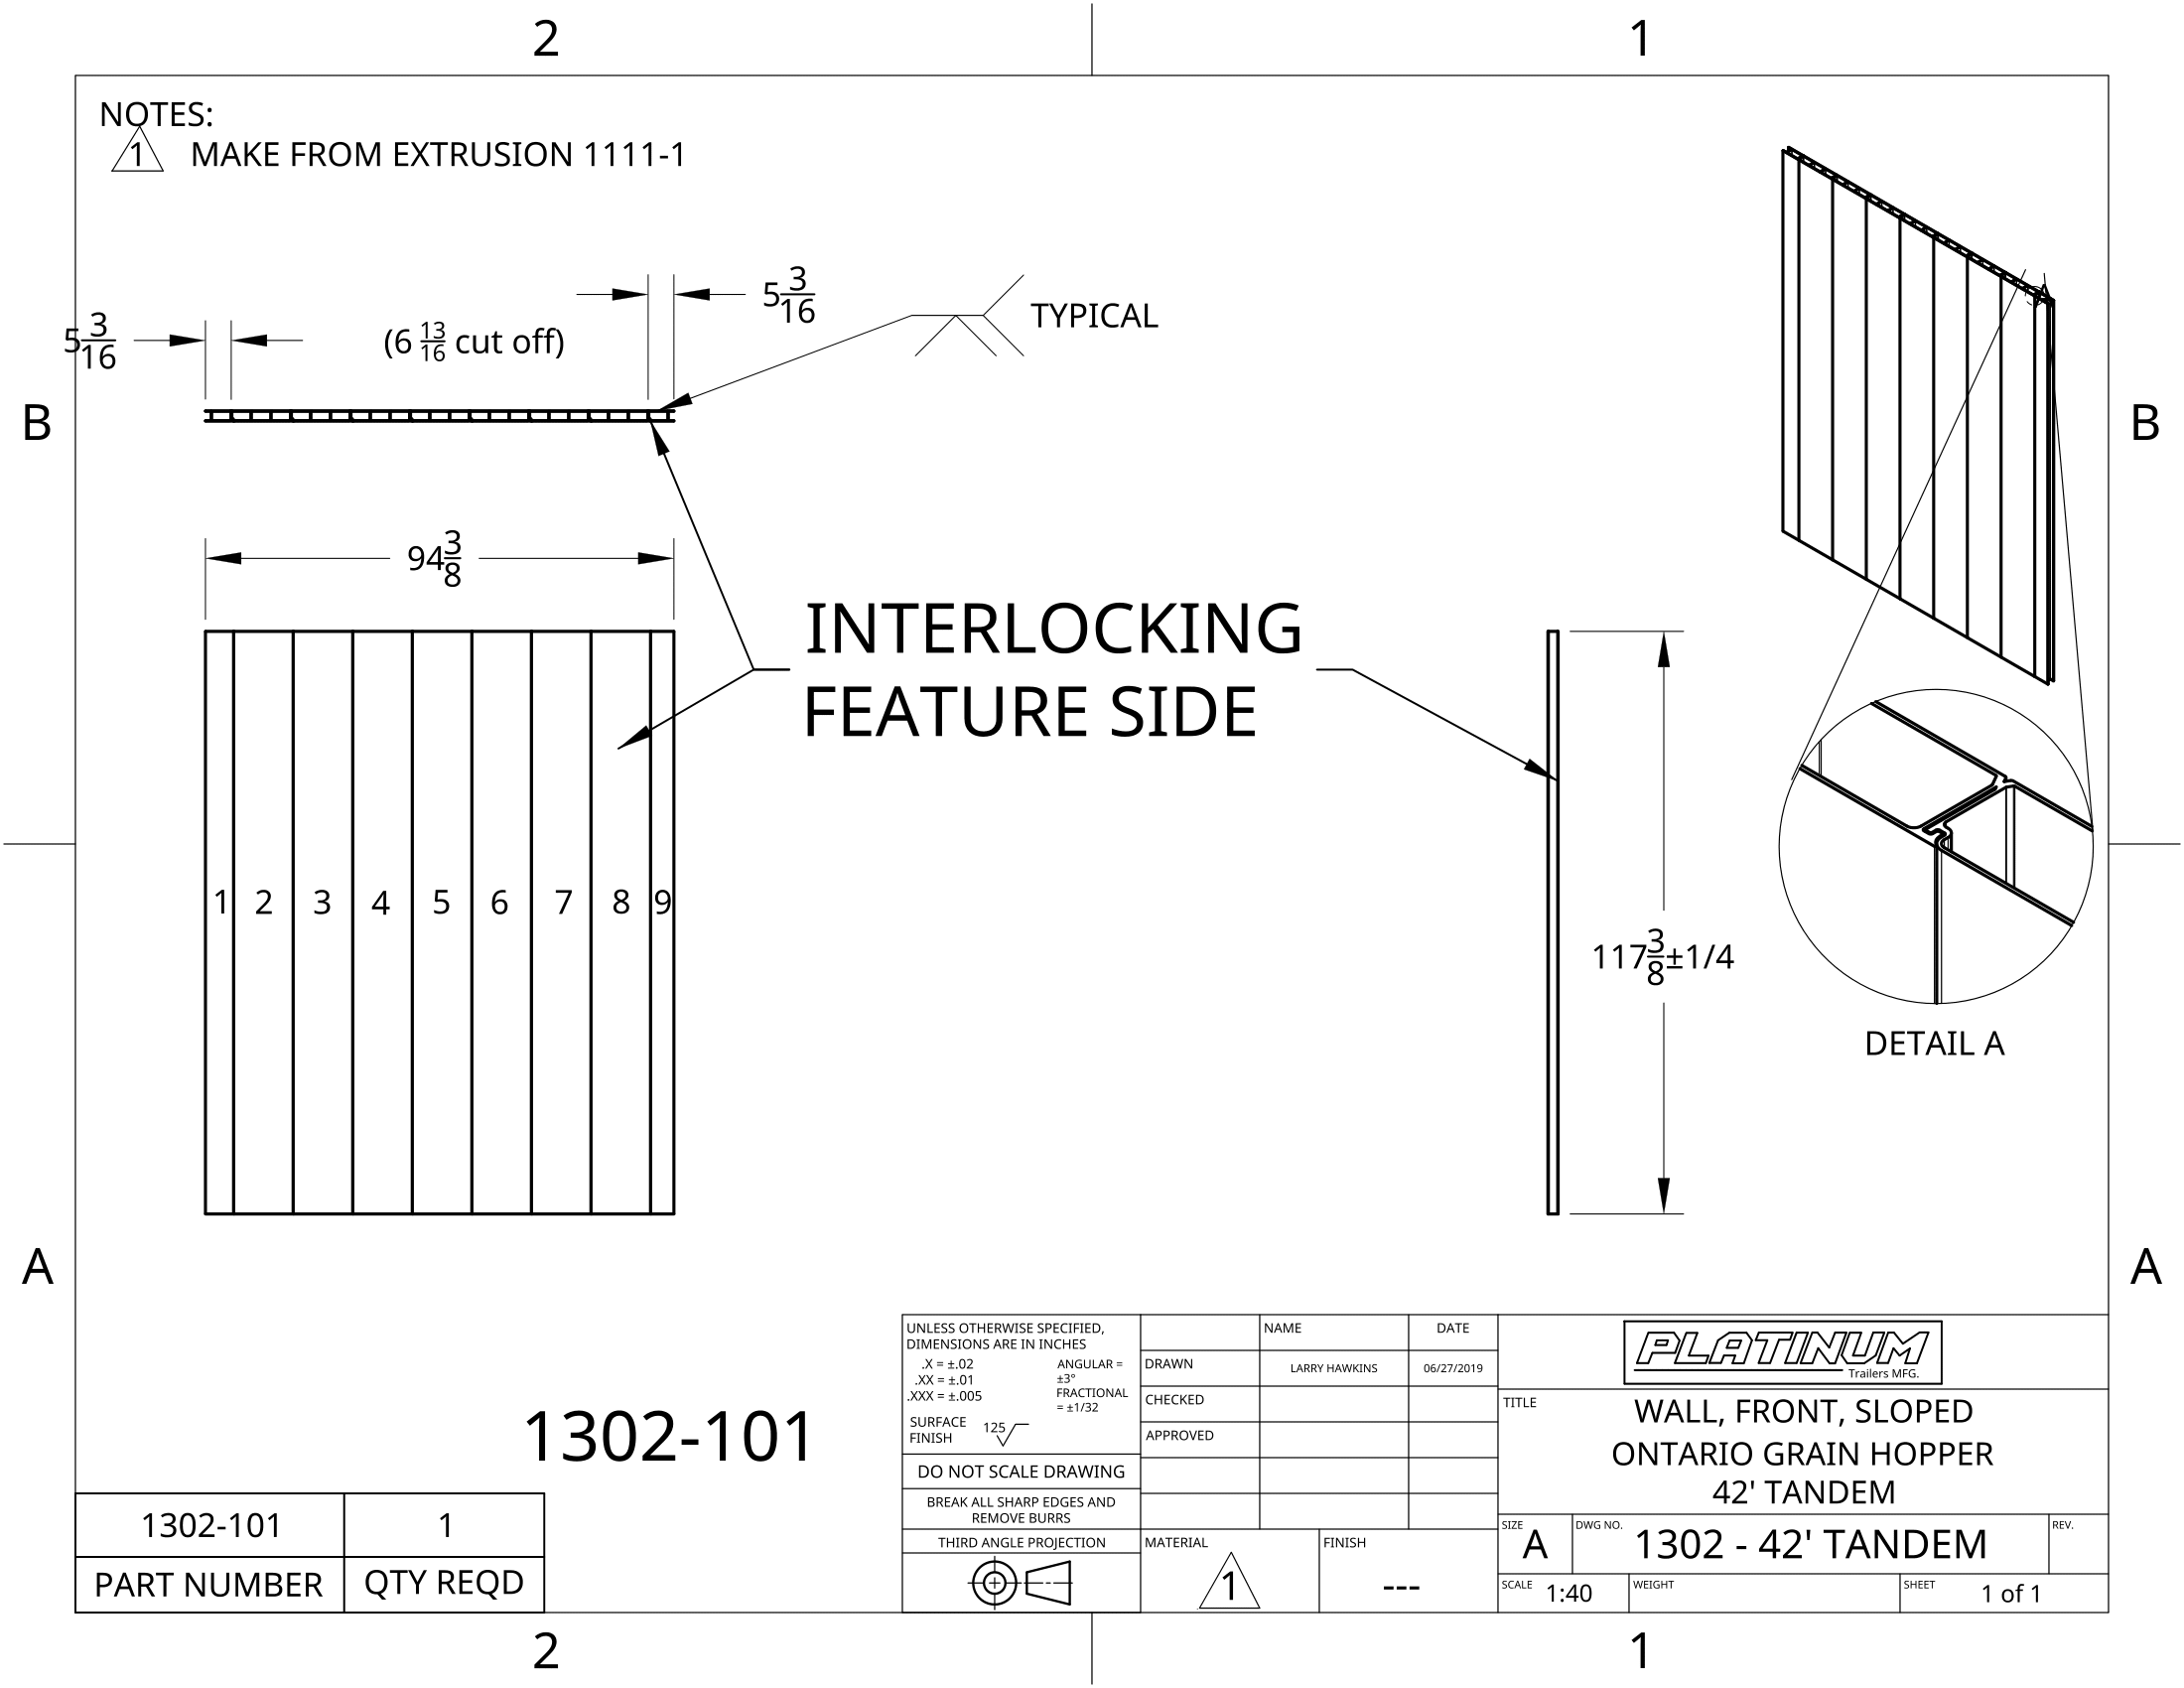 2
1
NOTES:
1 MAKE FROM EXTRUSION 1111-1
5 3/16
5 3/16
(6 13/16 cut off)
TYPICAL
B
B
94 3/8
INTERLOCKING
FEATURE SIDE
1 2 3 4 5 6 7 8 9
117 3/8 ±1/4
DETAIL A
A
A
1302-101
1302-101 1
PART NUMBER QTY REQD
UNLESS OTHERWISE SPECIFIED,
DIMENSIONS ARE IN INCHES
.X = ±.02
.XX = ±.01
.XXX = ±.005
ANGULAR =
±3°
FRACTIONAL
= ±1/32
SURFACE
FINISH
125
DO NOT SCALE DRAWING
BREAK ALL SHARP EDGES AND
REMOVE BURRS
THIRD ANGLE PROJECTION
NAME DATE
DRAWN LARRY HAWKINS 06/27/2019
CHECKED
APPROVED
MATERIAL
1
FINISH
---
PLATINUM
Trailers MFG.
TITLE
WALL, FRONT, SLOPED
ONTARIO GRAIN HOPPER
42' TANDEM
SIZE
A
DWG NO.
1302 - 42' TANDEM
REV.
SCALE 1:40
WEIGHT
SHEET 1 of 1
2
1